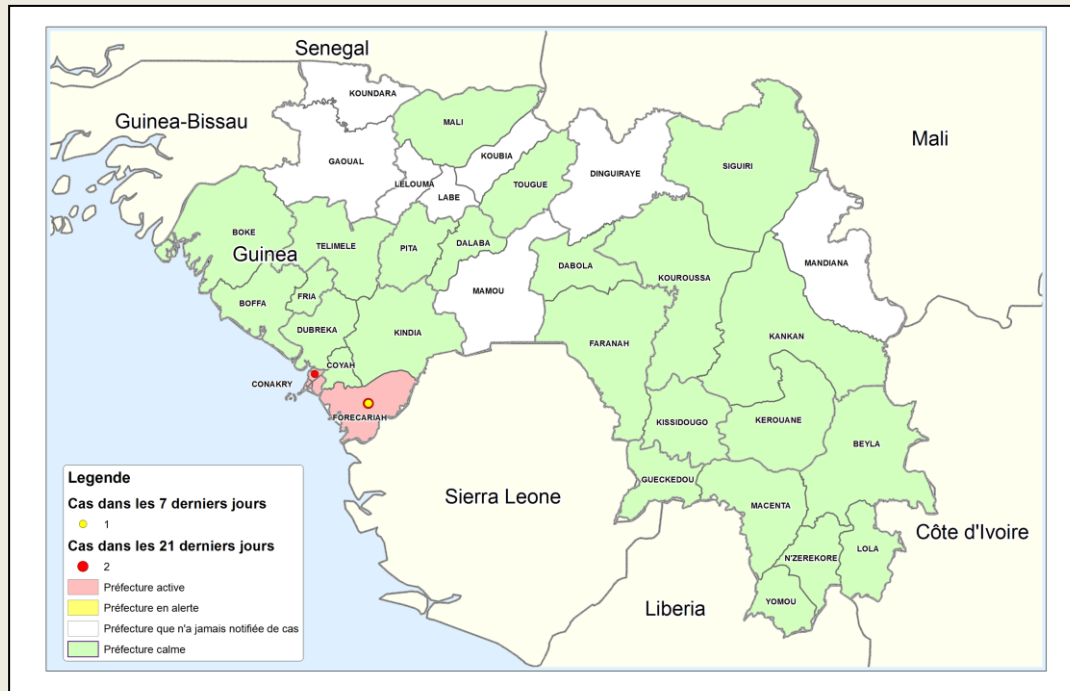 Senegal
KOUNDARA
Guinea-Bissau
MALI
Mali
KOUBIA
GAOUAL
SIGUIRI
DINGUIRAYE
LELOUMA
TOUGUE
LABE
BOKE
TELIMELE
PITA
DALABA
Guinea
MANDIANA
DABOLA
KOUROUSSA
MAMOU
FRIA
BOFFA
DUBREKA
KINDIA
KANKAN
FARANAH
COYAH
CONAKRY
FORECARIAH
KISSIDOUGO
KEROUANE
BEYLA
GUECKEDOU
Sierra Leone
MACENTA
Côte d'Ivoire
LOLA
N'ZEREKORE
YOMOU
Liberia
Legende
Cas dans les 7 derniers jours
1
Cas dans les 21 derniers jours
2
Préfecture active
Préfecture en alerte
Préfecture que n'a jamais notifiée de cas
Préfecture calme